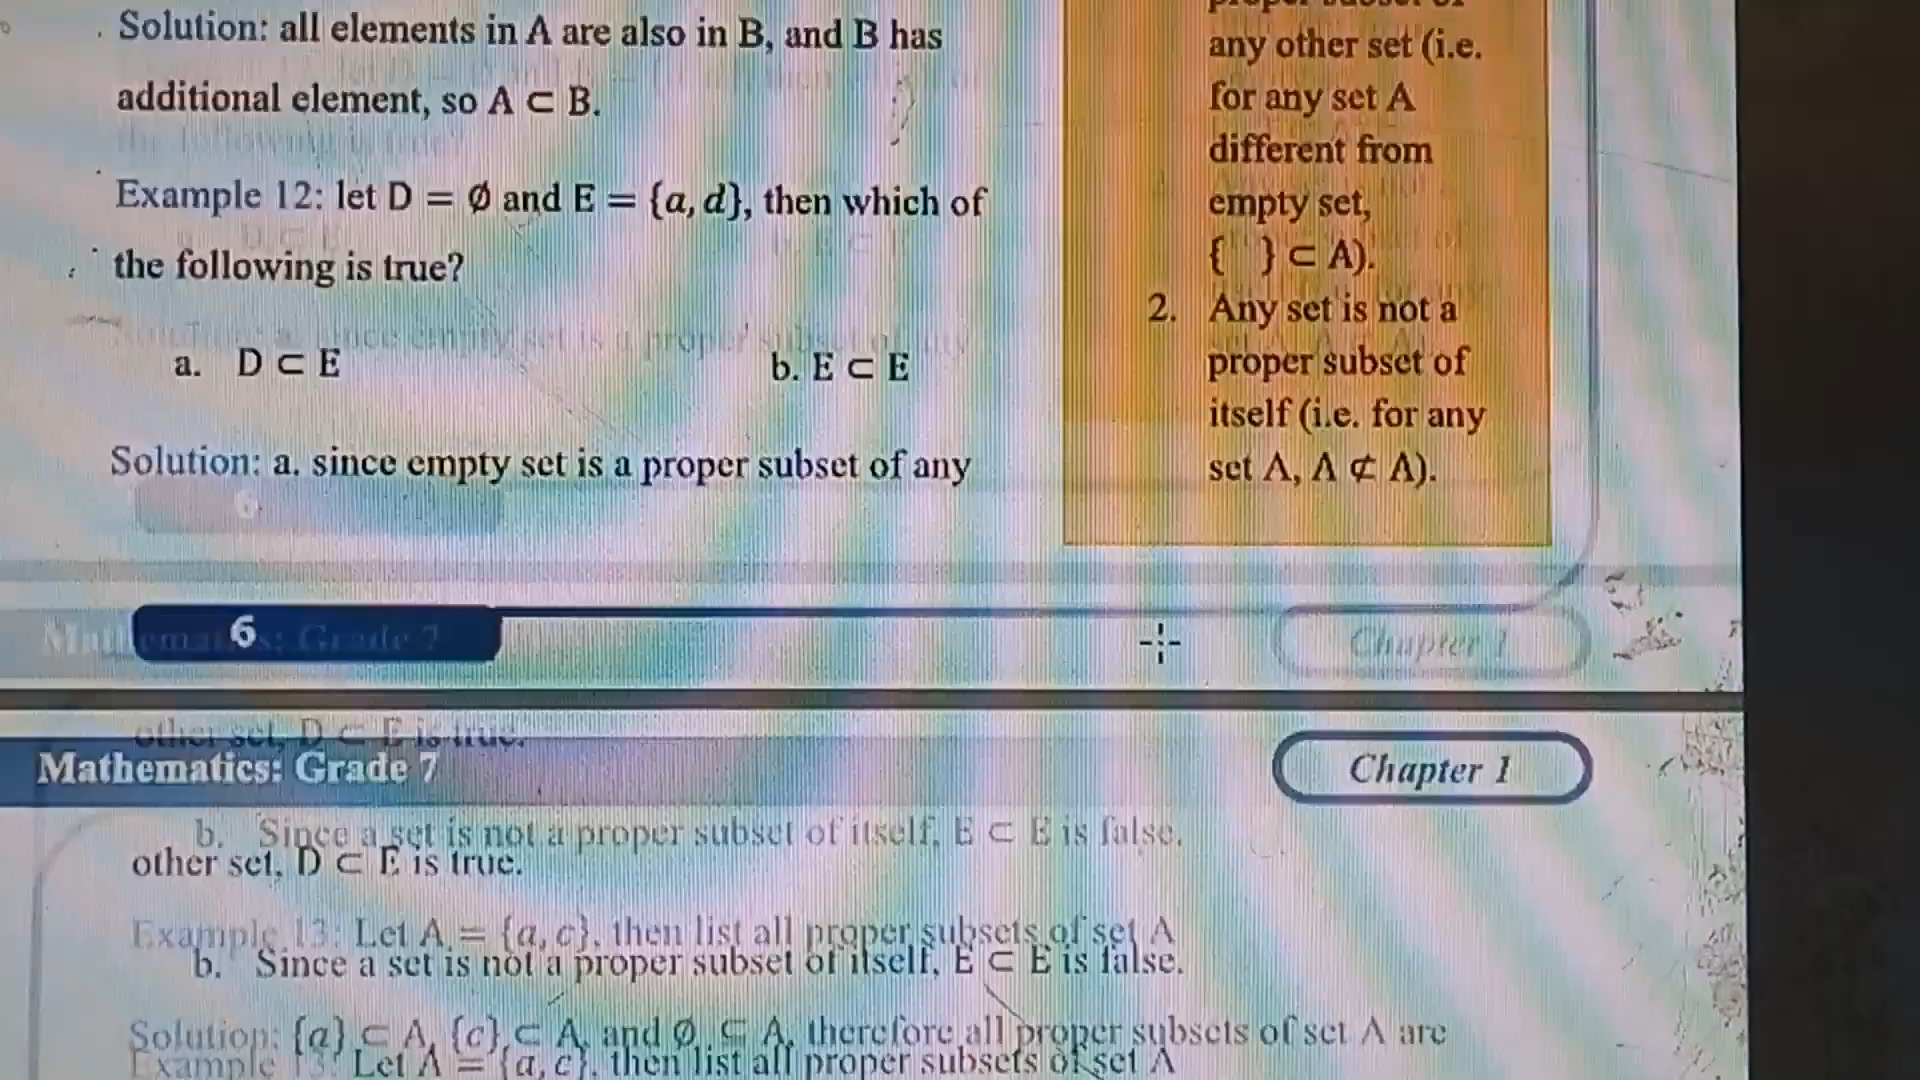 Solution: all elements in A are also in B, and B has
additional element, so A ⊂ B.
Example 12: let D = ∅ and E = {a, d}, then which of
the following is true?
a. D ⊂ E
b. E ⊂ E
Solution: a. since empty set is a proper subset of any
any other set (i.e.
for any set A
different from
empty set,
{ } ⊂ A).
2. Any set is not a
proper subset of
itself (i.e. for any
set A, A ⊄ A).
6
Chapter 1
Mathematics: Grade 7
Chapter 1
other set, D ⊂ E is true.
b. Since a set is not a proper subset of itself, E ⊂ E is false.
other set, D ⊂ E is true.
Example 13: Let A = {a, c}, then list all proper subsets of set A
b. Since a set is not a proper subset of itself, E ⊂ E is false.
Solution: {a} ⊂ A, {c} ⊂ A, and ∅ ⊂ A, therefore all proper subsets of set A are
Example 13: Let A = {a, c}, then list all proper subsets of set A